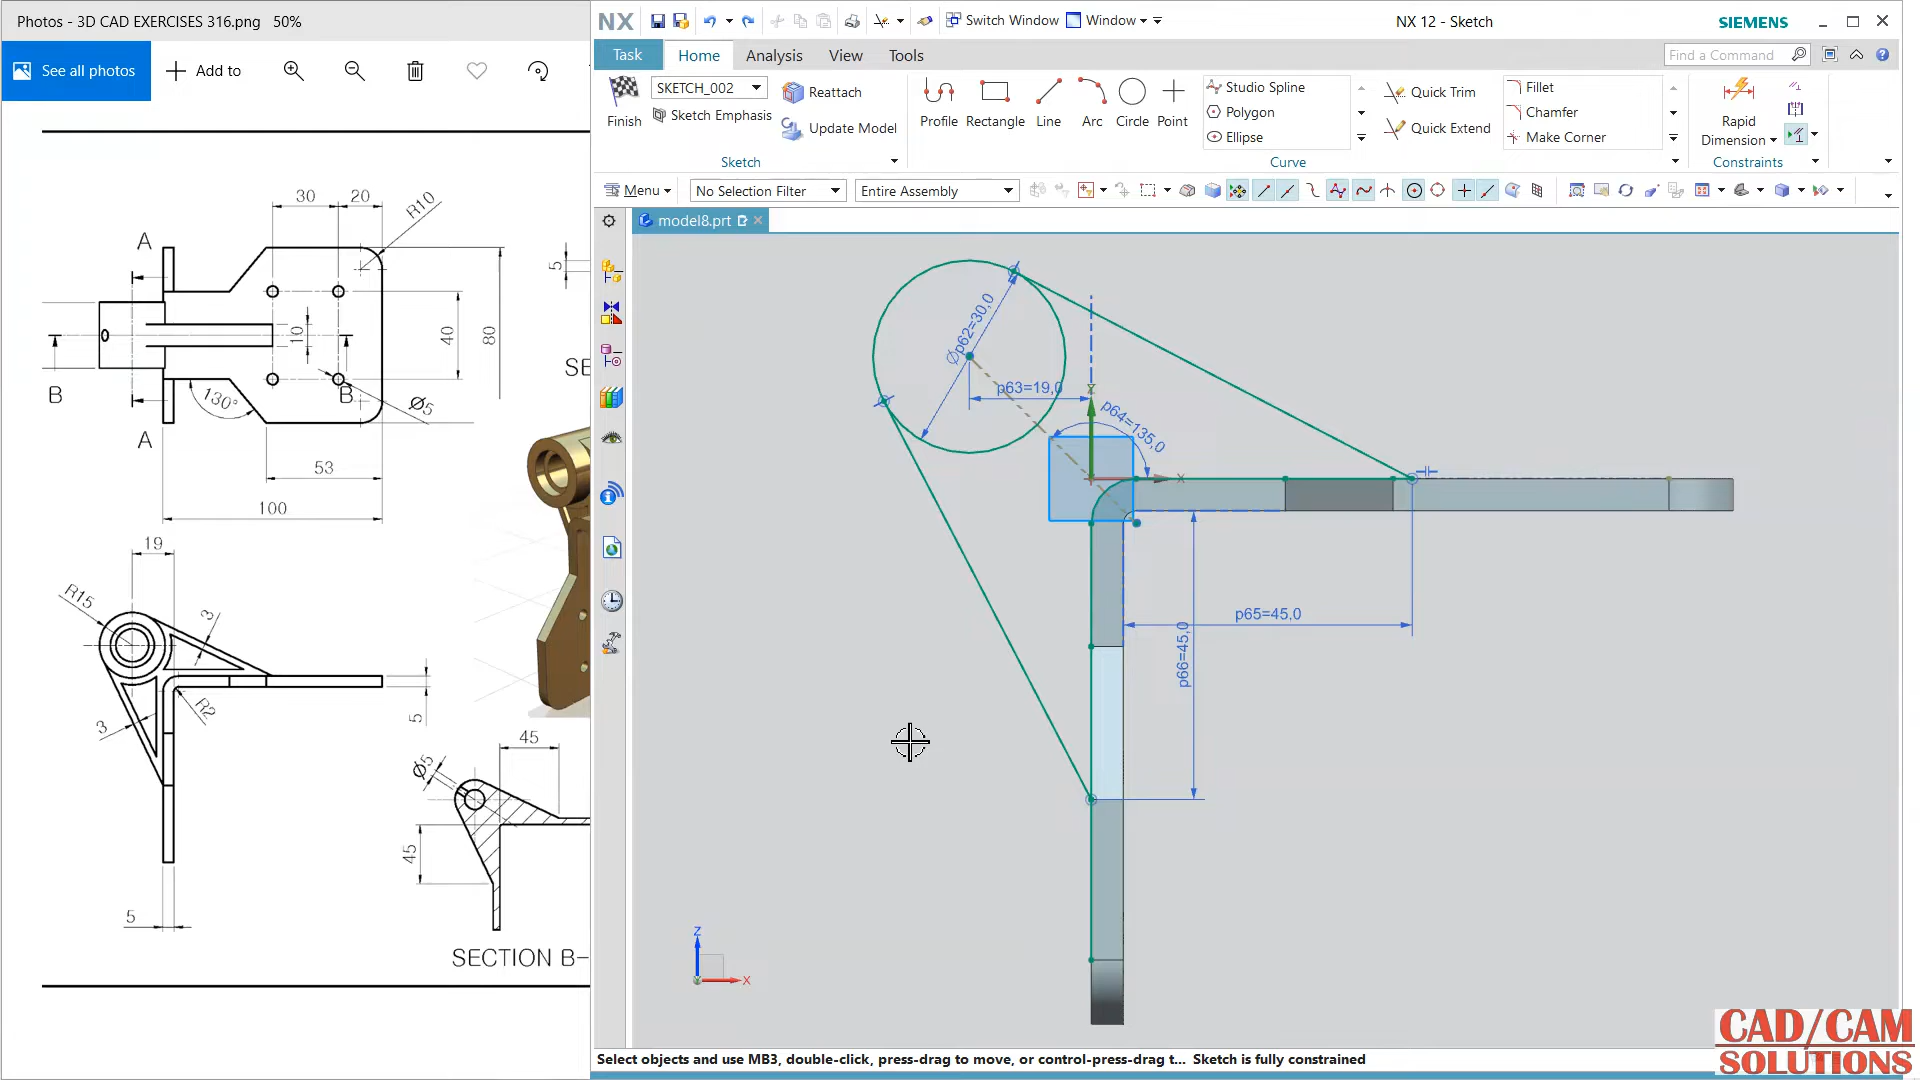 Photos - 3D CAD EXERCISES 316.png   50%
See all photos
Add to
30
20
R10
A
5
40
80
10
B
130°
B
Ø5
A
53
100
19
R15
3
3
R2
5
5
SE
45
Ø5
45
SECTION B-
NX
Switch Window
Window
NX 12 - Sketch
SIEMENS
Task
Home
Analysis
View
Tools
Find a Command
Finish
SKETCH_002
Sketch Emphasis
Reattach
Update Model
Sketch
Profile
Rectangle
Line
Arc
Circle
Point
Studio Spline
Polygon
Ellipse
Quick Trim
Quick Extend
Fillet
Chamfer
Make Corner
Curve
Rapid
Dimension
Constraints
Menu
No Selection Filter
Entire Assembly
model8.prt
Øp62=30,0
p63=19,0
Y
p64=135,0
X
p65=45,0
p66=45,0
Z
Y
X
Select objects and use MB3, double-click, press-drag to move, or control-press-drag t... Sketch is fully constrained
CAD/CAM
SOLUTIONS